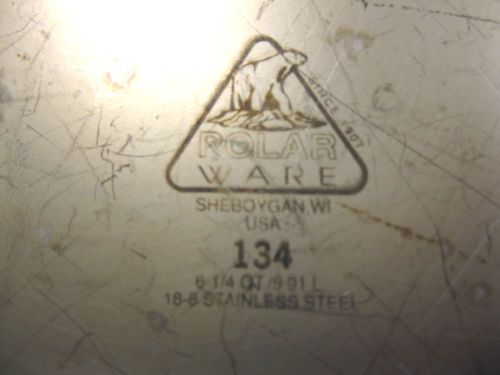 SINCE 1907
POLAR
WARE
SHEBOYGAN, WI
USA
134
6-1/4 QT./5.91 L
18-8 STAINLESS STEEL